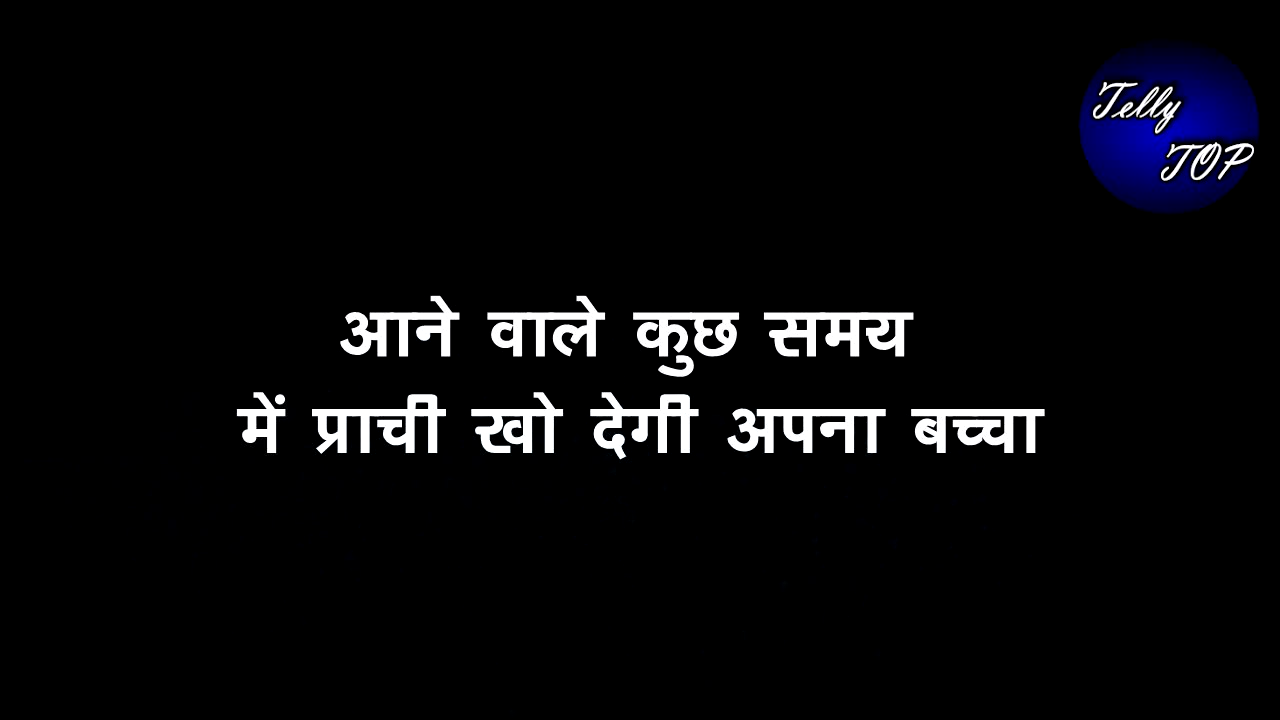 Telly
TOP
आने वाले कुछ समय
में प्राची खो देगी अपना बच्चा